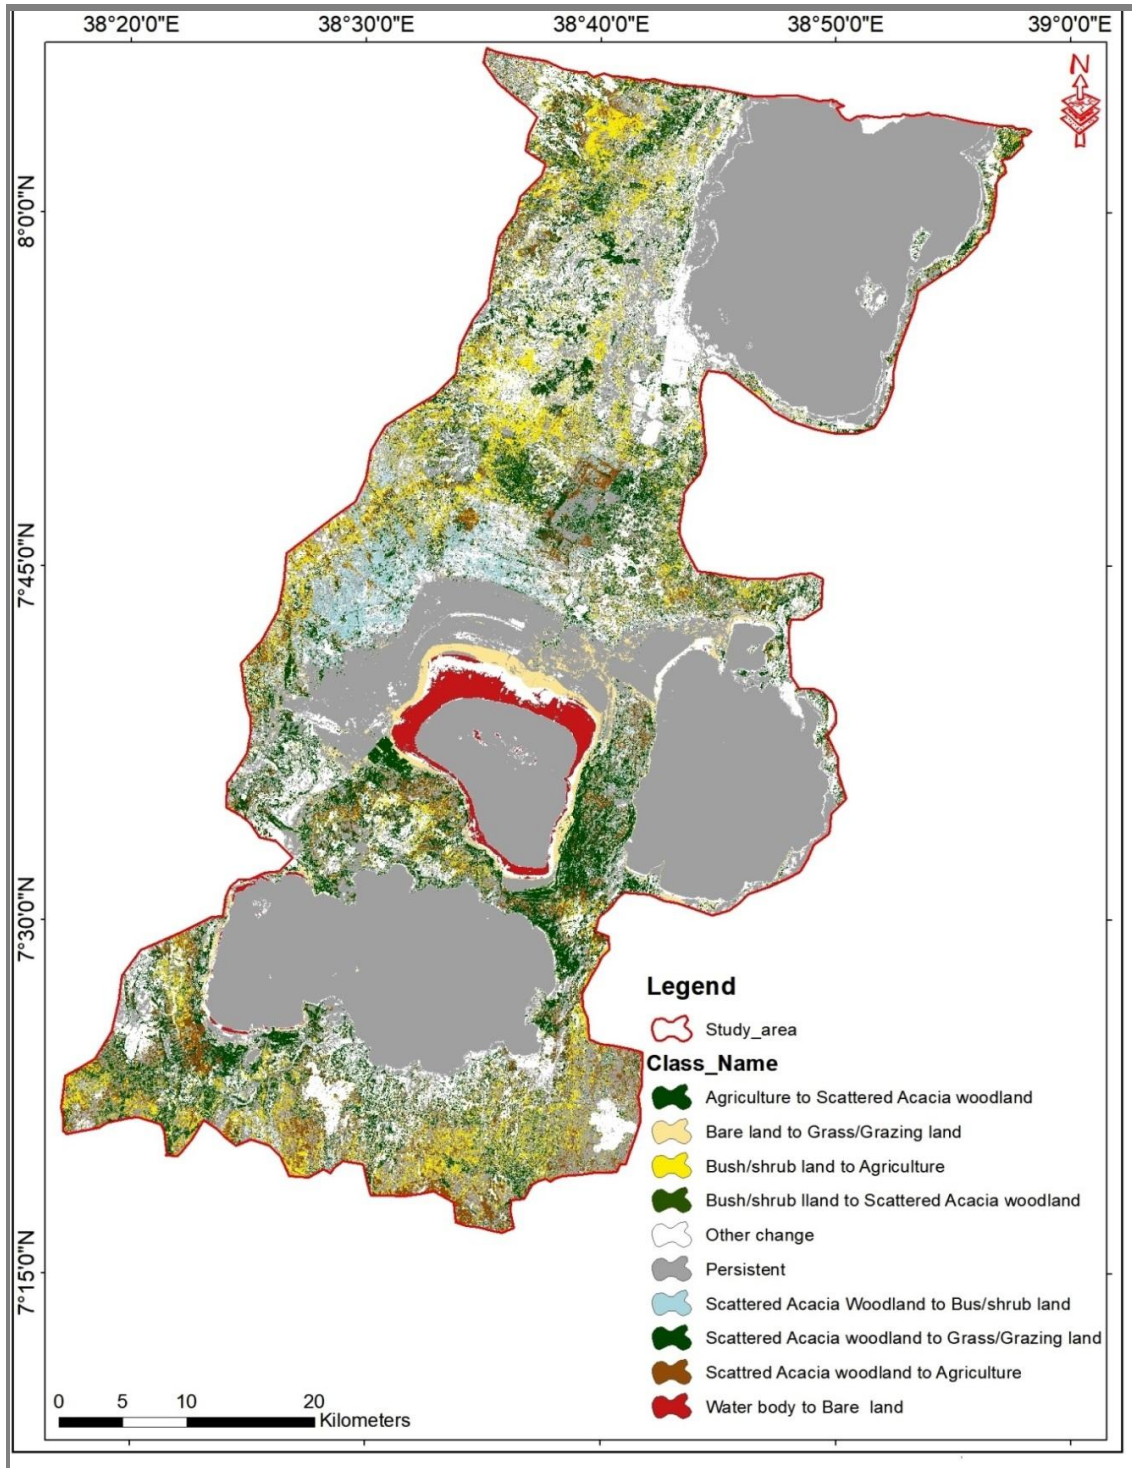 38°20'0"E 38°30'0"E 38°40'0"E 38°50'0"E 39°0'0"E
N
8°0'0"N
7°45'0"N
7°30'0"N
7°15'0"N
Legend
Study_area
Class_Name
Agriculture to Scattered Acacia woodland
Bare land to Grass/Grazing land
Bush/shrub land to Agriculture
Bush/shrub lland to Scattered Acacia woodland
Other change
Persistent
Scattered Acacia Woodland to Bus/shrub land
Scattered Acacia woodland to Grass/Grazing land
Scattred Acacia woodland to Agriculture
Water body to Bare land
0 5 10 20
Kilometers